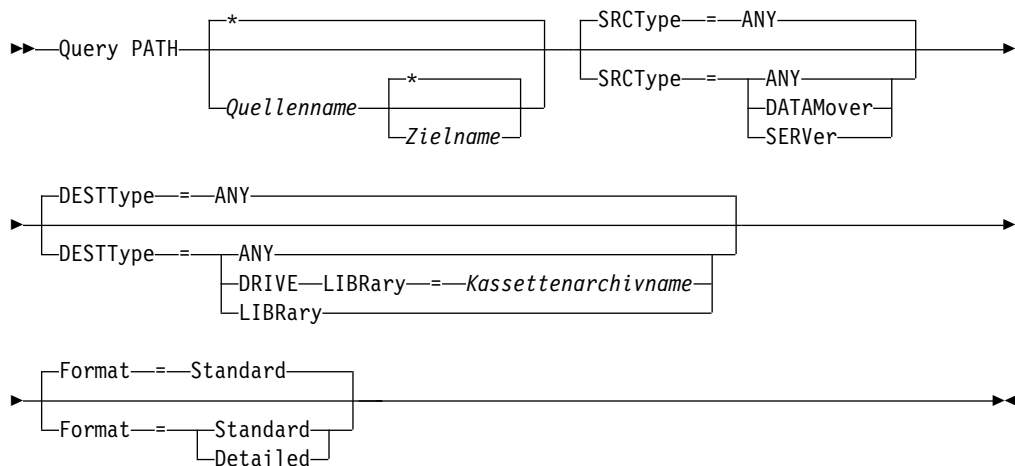 *
Query PATH
Quellenname
*
Zielname
SRCType = ANY
SRCType = ANY
DATAMover
SERVer
DESTType = ANY
DESTType = ANY
DRIVE LIBRary = Kassettenarchivname
LIBRary
Format = Standard
Format = Standard
Detailed